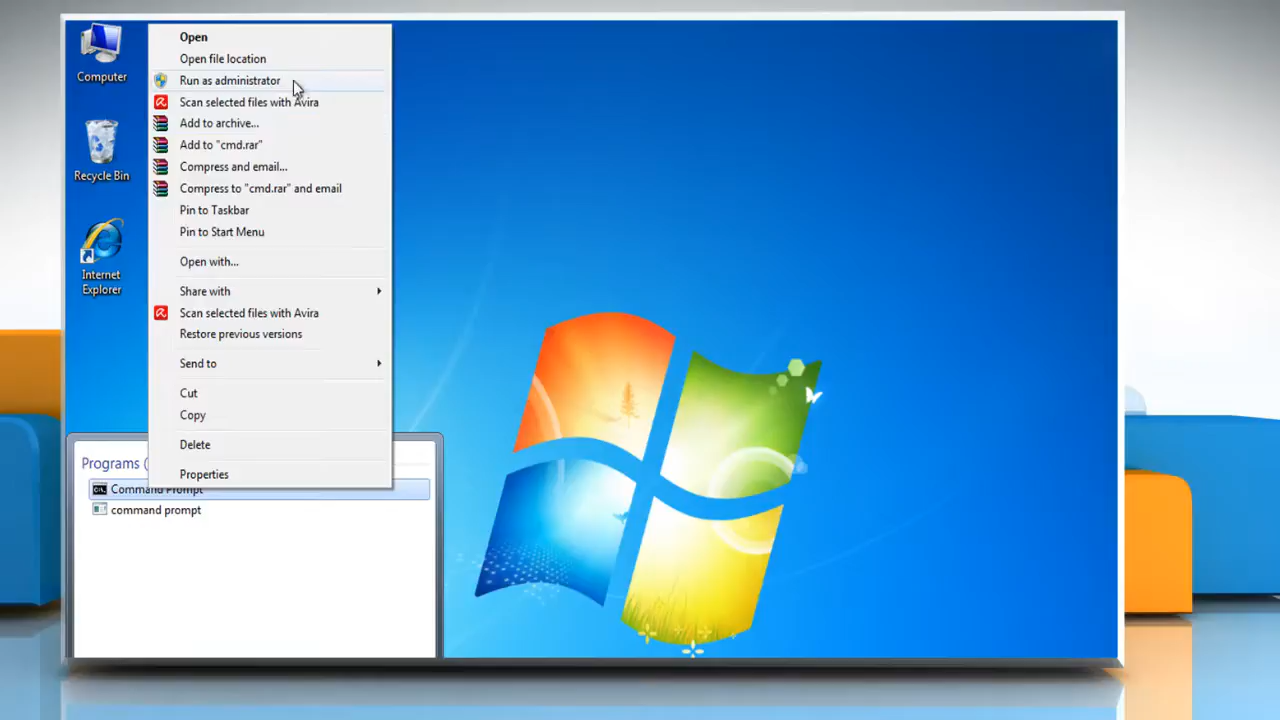 Computer
Recycle Bin
Internet
Explorer
Open
Open file location
Run as administrator
Scan selected files with Avira
Add to archive...
Add to "cmd.rar"
Compress and email...
Compress to "cmd.rar" and email
Pin to Taskbar
Pin to Start Menu
Open with...
Share with
Scan selected files with Avira
Restore previous versions
Send to
Cut
Copy
Delete
Properties
Programs (
Command Prompt
command prompt